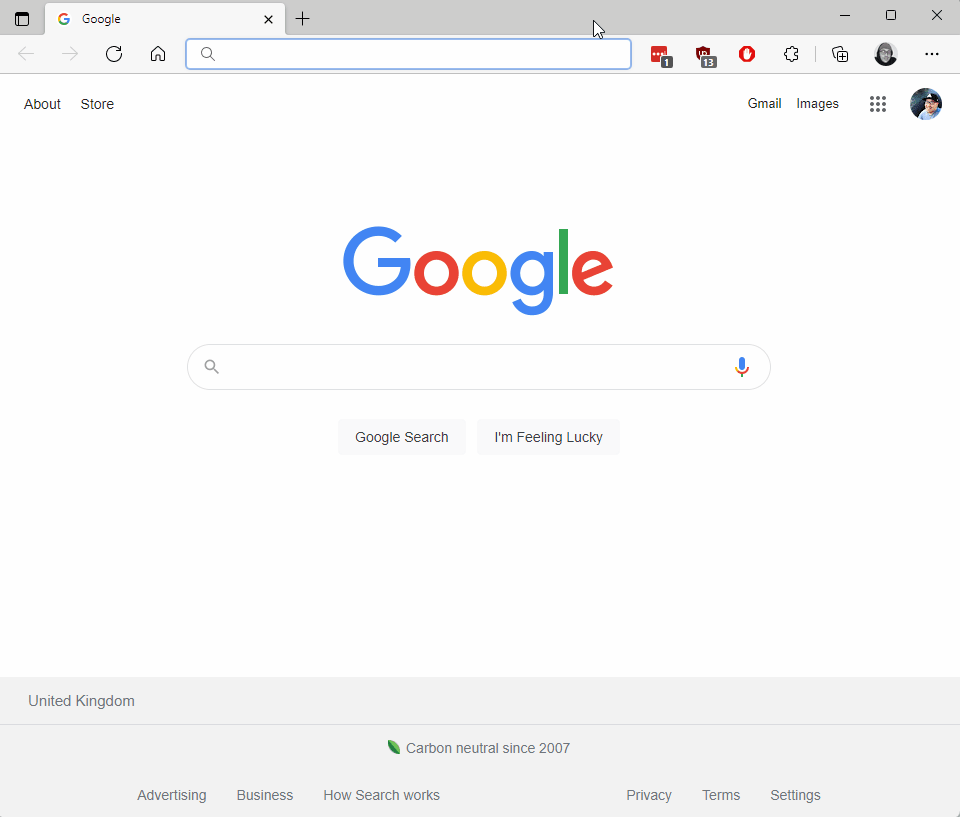 Google
1
13
About Store Gmail Images
Google
Google Search I'm Feeling Lucky
United Kingdom
Carbon neutral since 2007
Advertising Business How Search works Privacy Terms Settings